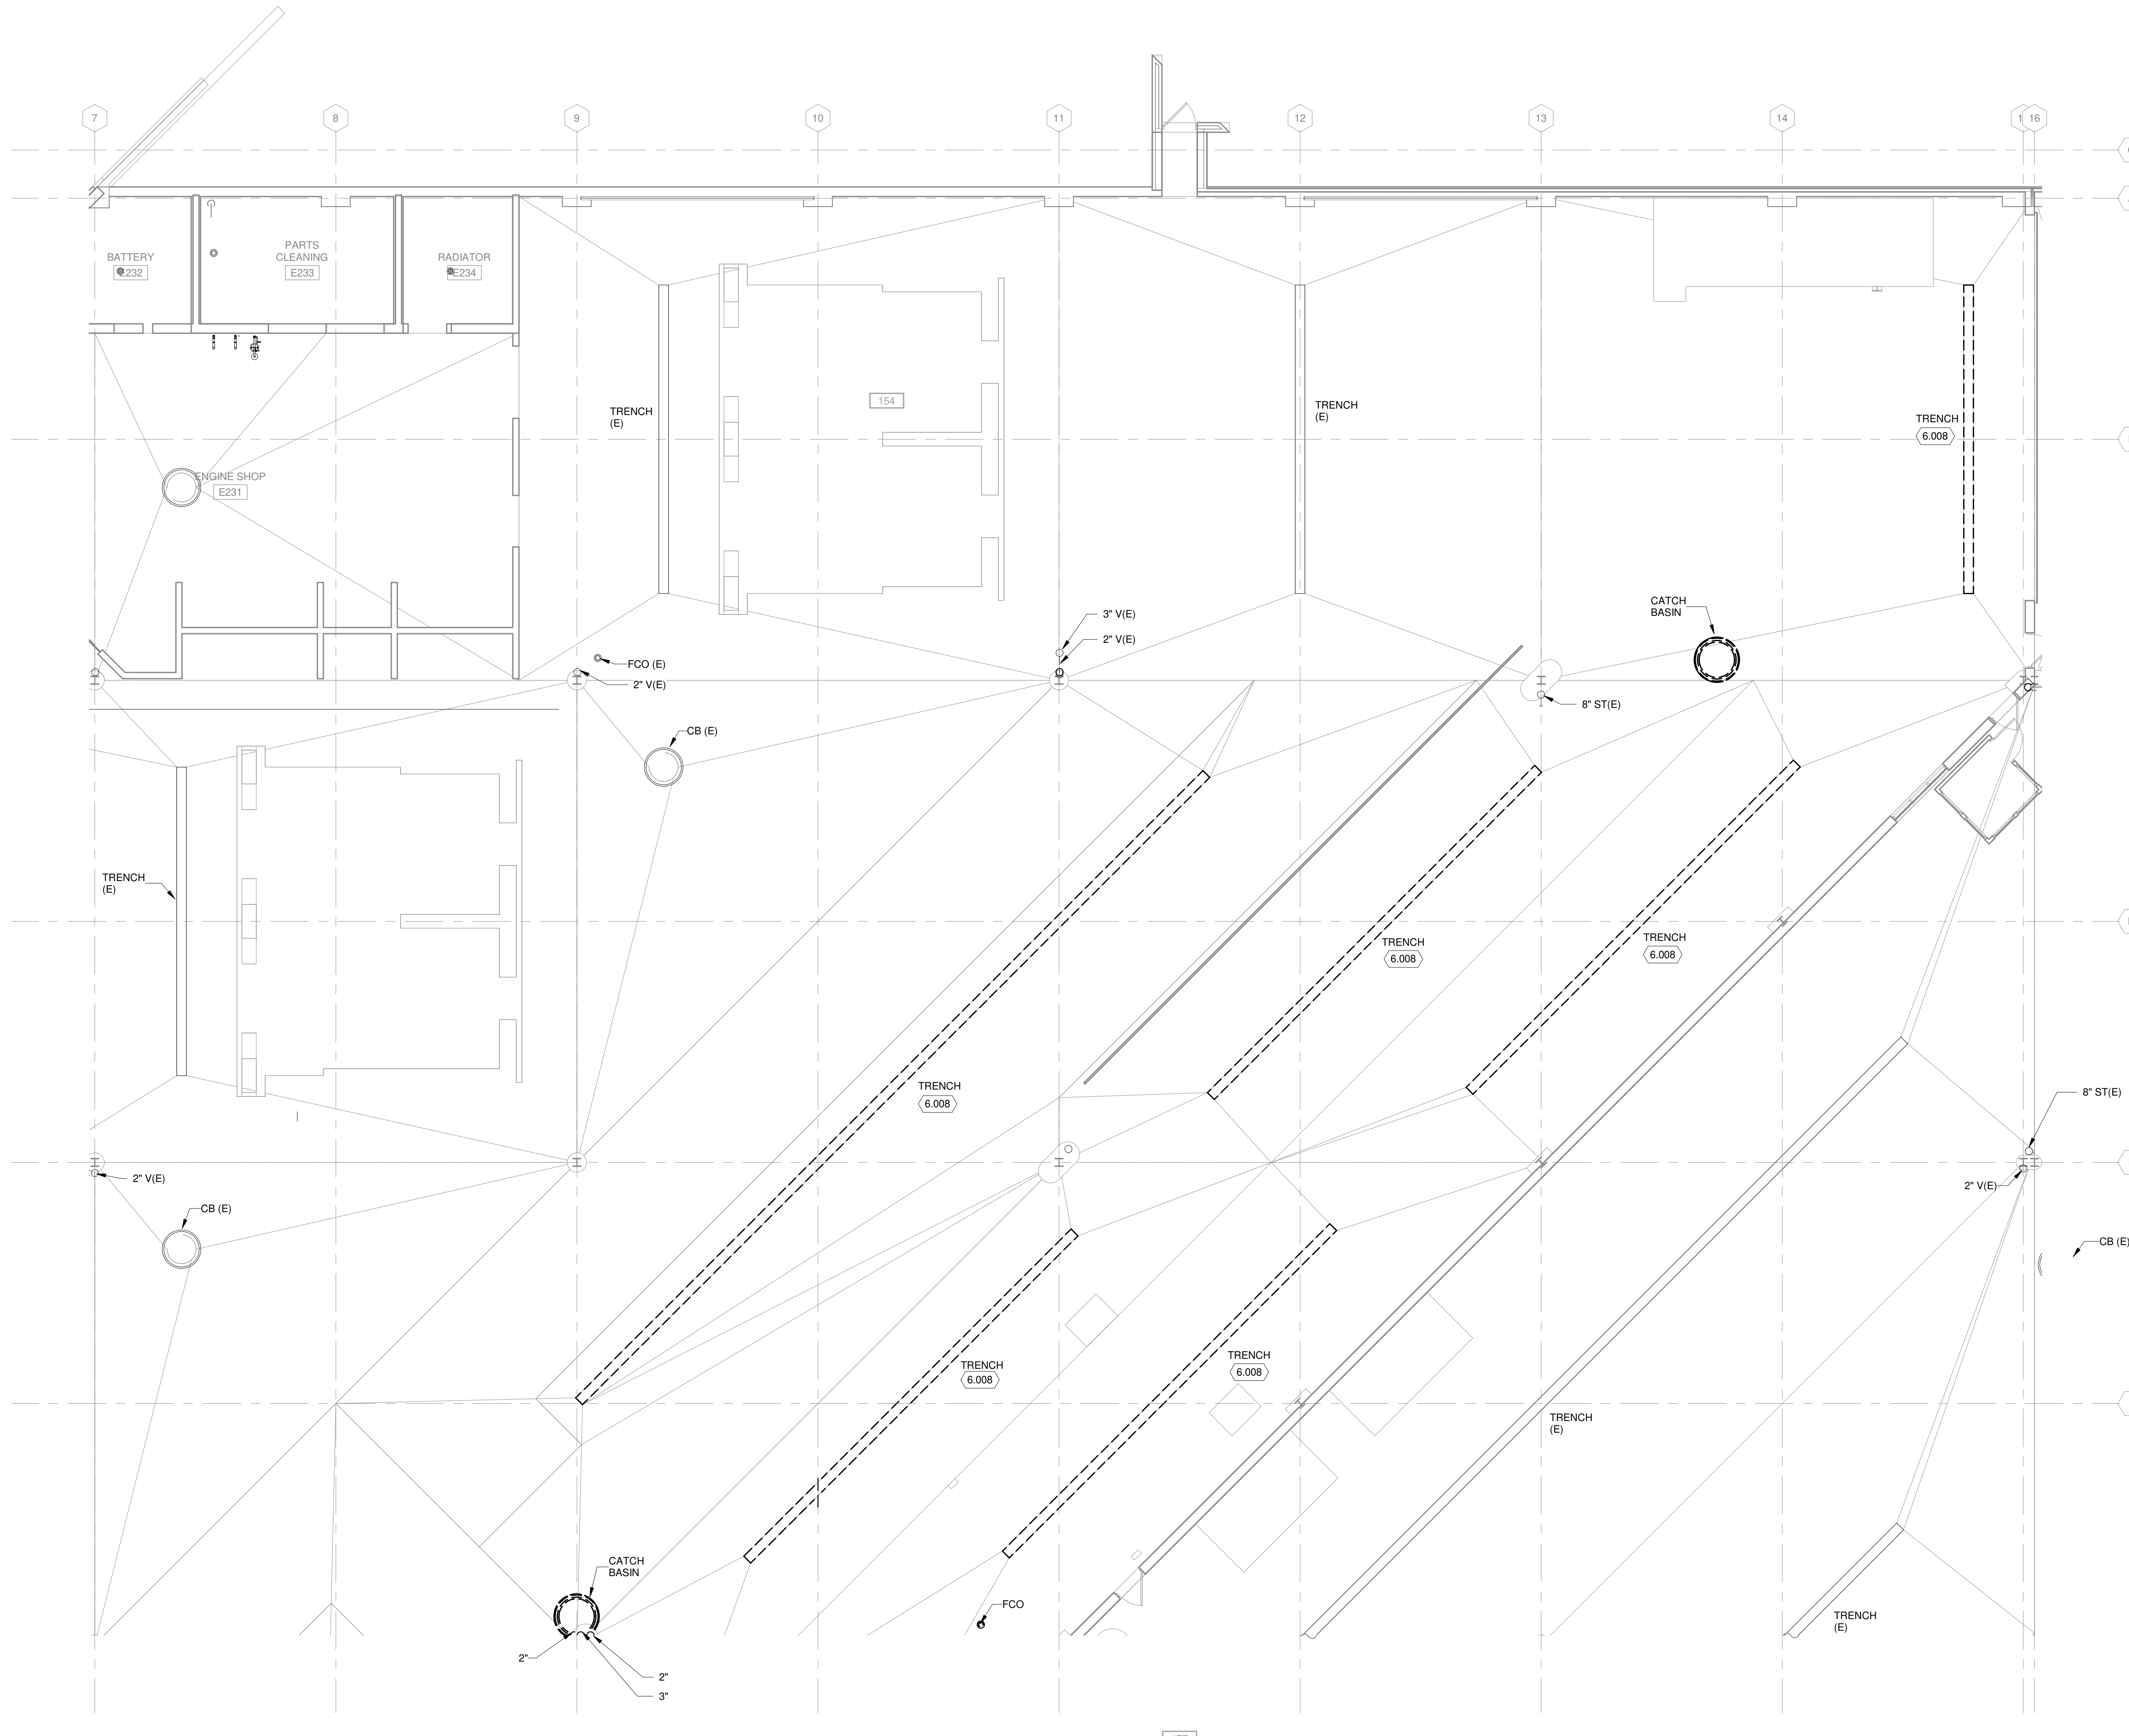 7
8
9
10
11
12
13
14
16
BATTERY
E232
PARTS
CLEANING
E233
RADIATOR
E234
154
TRENCH
(E)
TRENCH
(E)
TRENCH
6.008
ENGINE SHOP
E231
CATCH
BASIN
3" V(E)
2" V(E)
FCO (E)
2" V(E)
8" ST(E)
CB (E)
TRENCH
(E)
TRENCH
6.008
TRENCH
6.008
TRENCH
6.008
8" ST(E)
2" V(E)
2" V(E)
CB (E)
CB (E)
TRENCH
6.008
TRENCH
6.008
TRENCH
(E)
CATCH
BASIN
FCO
TRENCH
(E)
2"
2"
3"